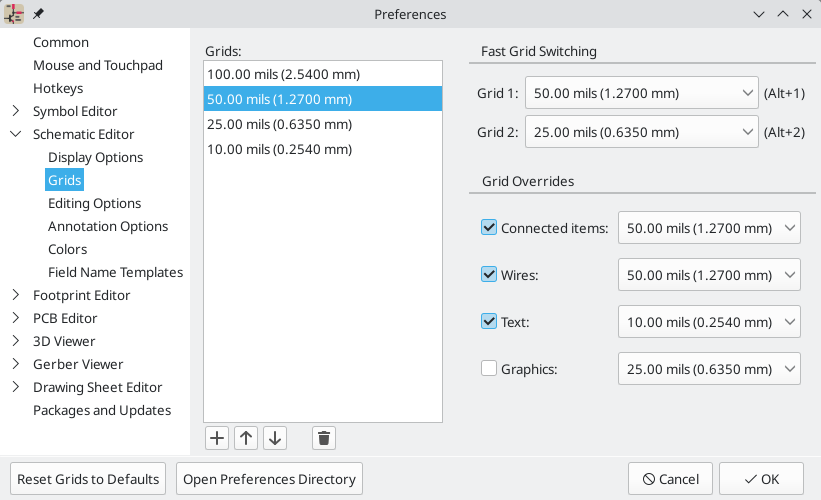 Preferences
Common
Mouse and Touchpad
Hotkeys
Symbol Editor
Schematic Editor
Display Options
Grids
Editing Options
Annotation Options
Colors
Field Name Templates
Footprint Editor
PCB Editor
3D Viewer
Gerber Viewer
Drawing Sheet Editor
Packages and Updates
Grids:
100.00 mils (2.5400 mm)
50.00 mils (1.2700 mm)
25.00 mils (0.6350 mm)
10.00 mils (0.2540 mm)
Fast Grid Switching
Grid 1: 50.00 mils (1.2700 mm) (Alt+1)
Grid 2: 25.00 mils (0.6350 mm) (Alt+2)
Grid Overrides
Connected items: 50.00 mils (1.2700 mm)
Wires: 50.00 mils (1.2700 mm)
Text: 10.00 mils (0.2540 mm)
Graphics: 25.00 mils (0.6350 mm)
Reset Grids to Defaults Open Preferences Directory Cancel OK